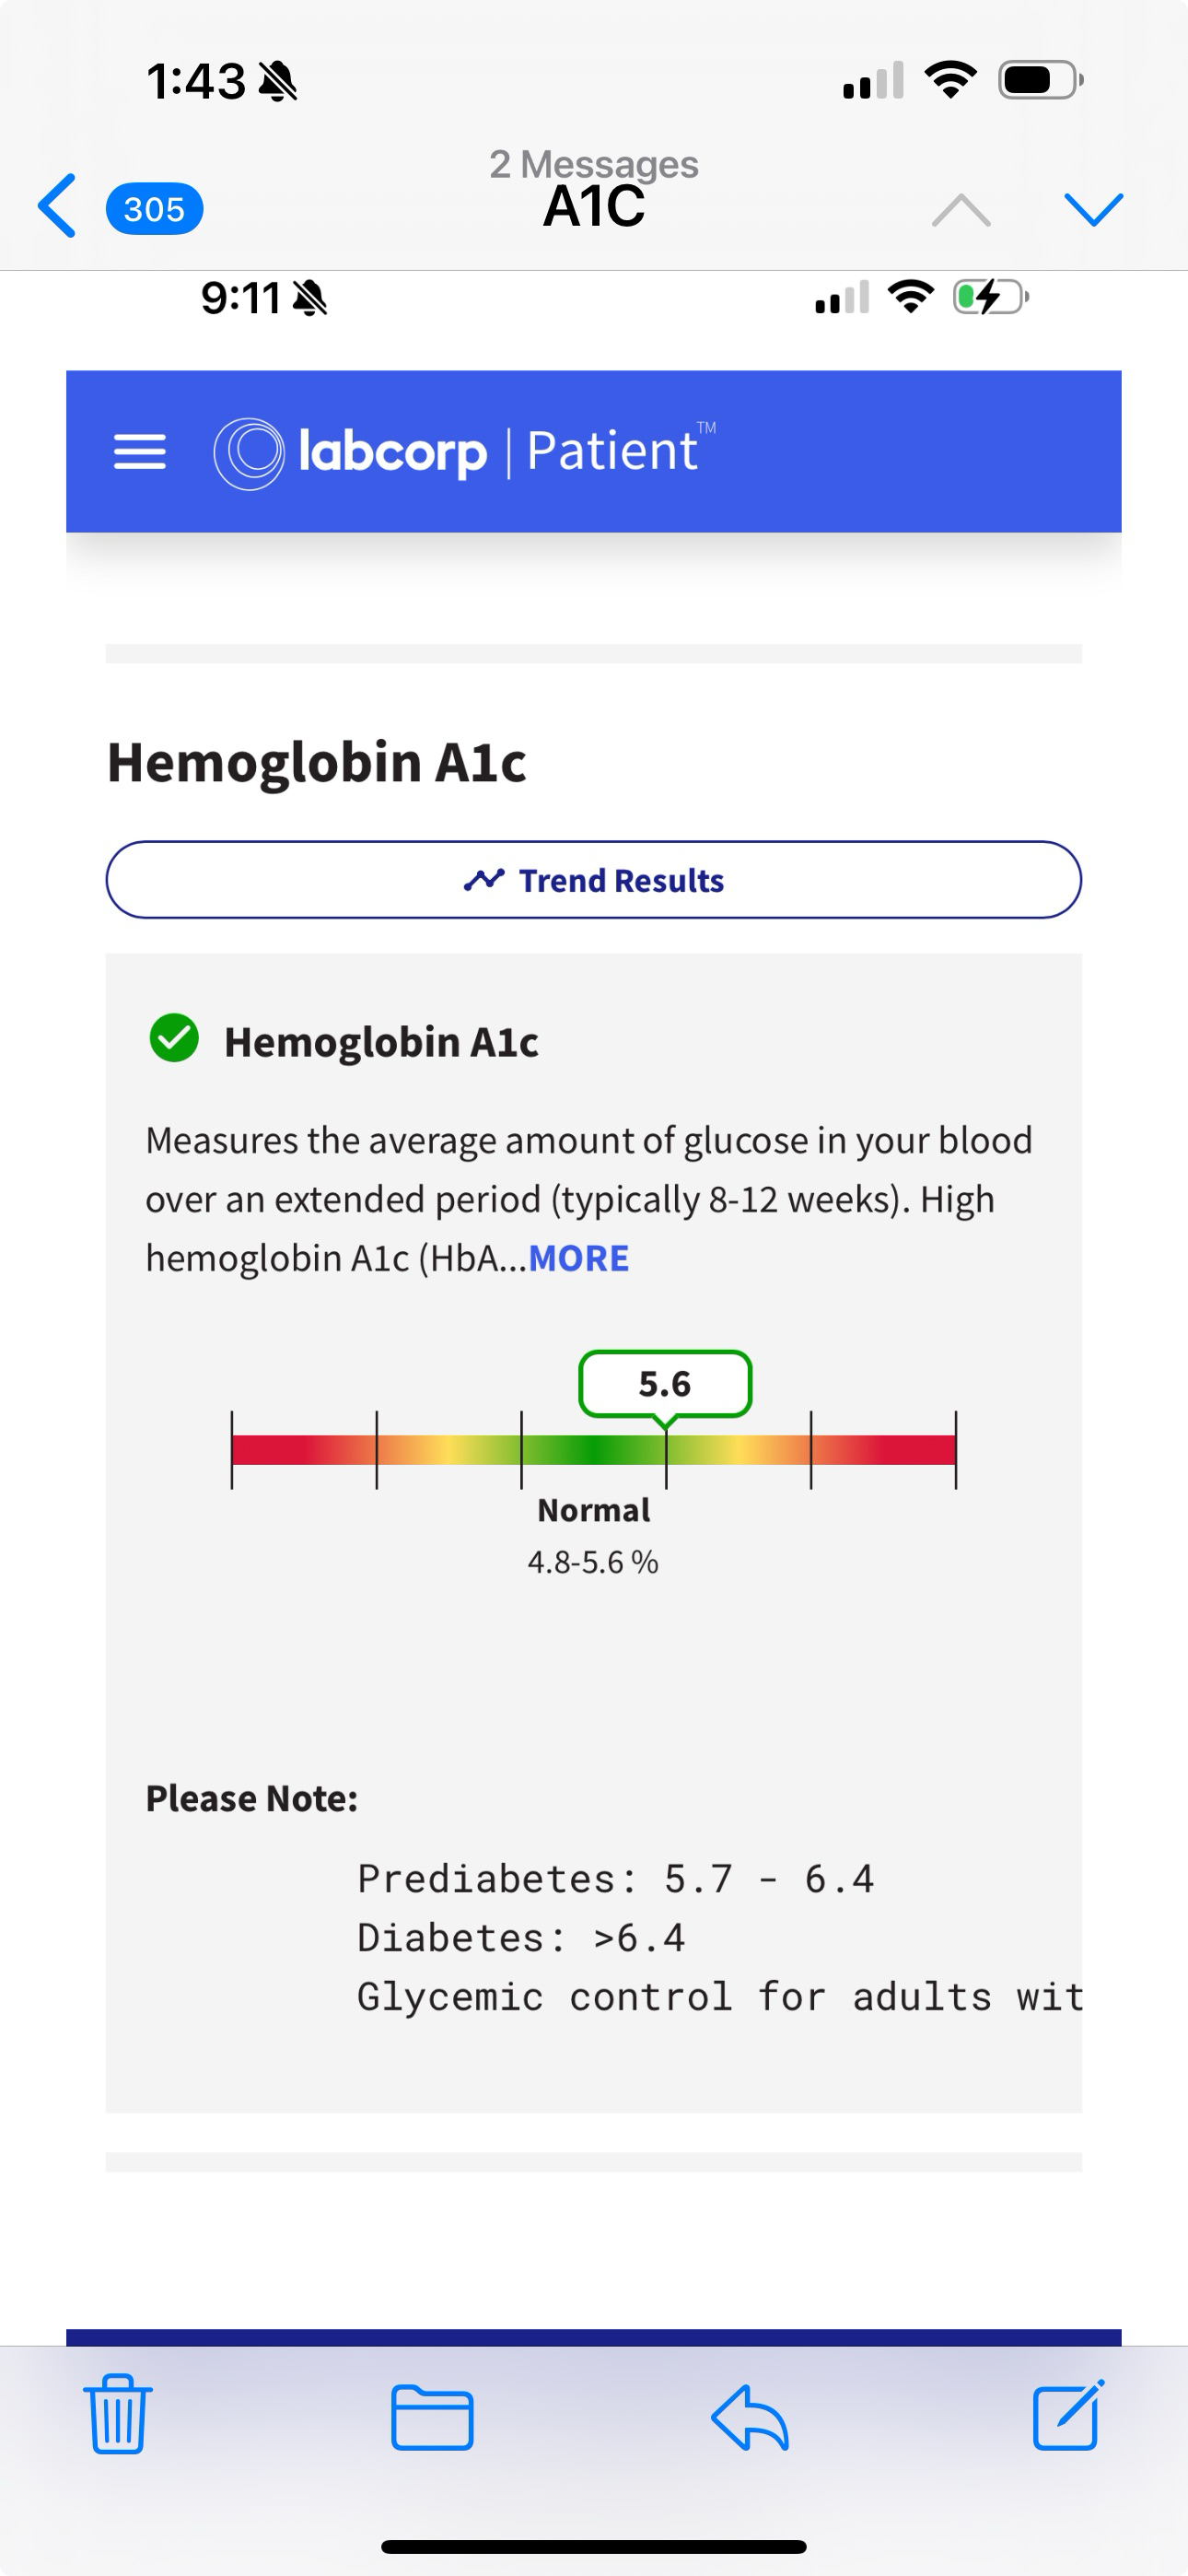 1:43
2 Messages
305
A1C
9:11
labcorp | Patient™
Hemoglobin A1c
Trend Results
Hemoglobin A1c
Measures the average amount of glucose in your blood
over an extended period (typically 8-12 weeks). High
hemoglobin A1c (HbA...MORE
5.6
Normal
4.8-5.6 %
Please Note:
Prediabetes: 5.7 - 6.4
Diabetes: >6.4
Glycemic control for adults wit